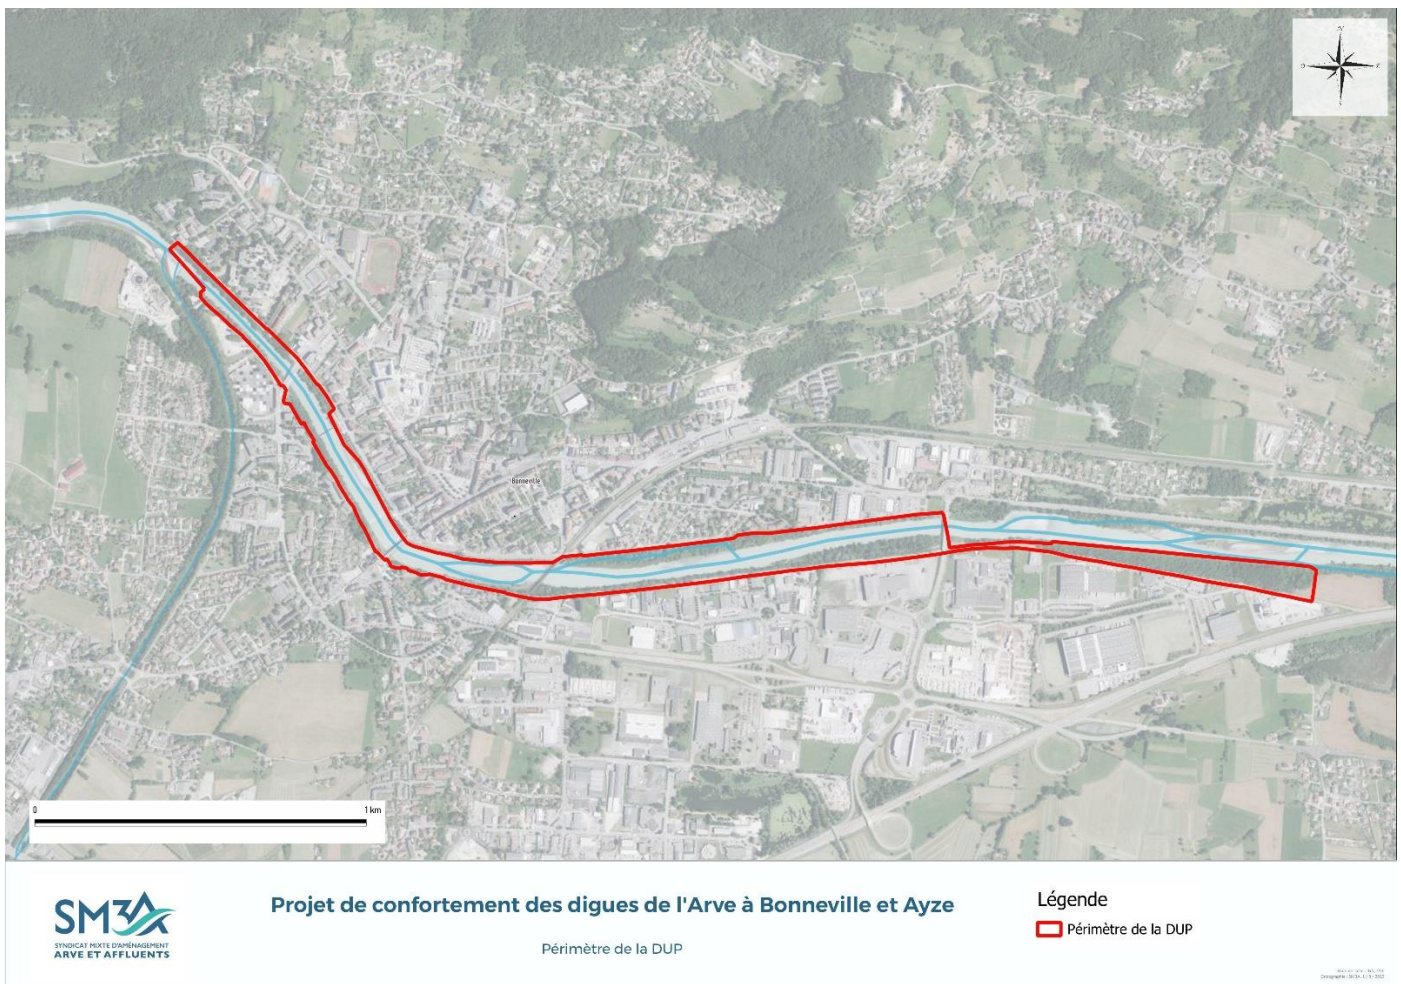 N
O
E
S
Bonneville
0
1 km
SM3A
SYNDICAT MIXTE D'AMÉNAGEMENT
ARVE ET AFFLUENTS
Projet de confortement des digues de l'Arve à Bonneville et Ayze
Périmètre de la DUP
Légende
Périmètre de la DUP